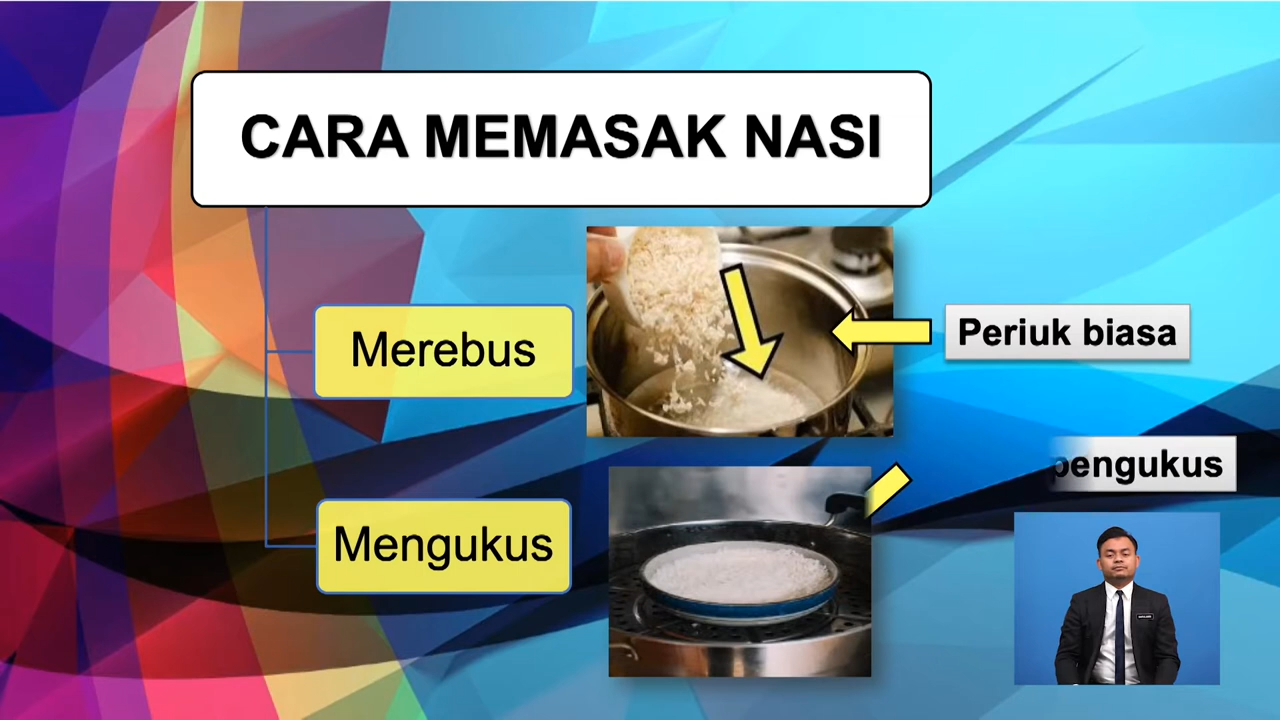 CARA MEMASAK NASI
Merebus
Periuk biasa
pengukus
Mengukus